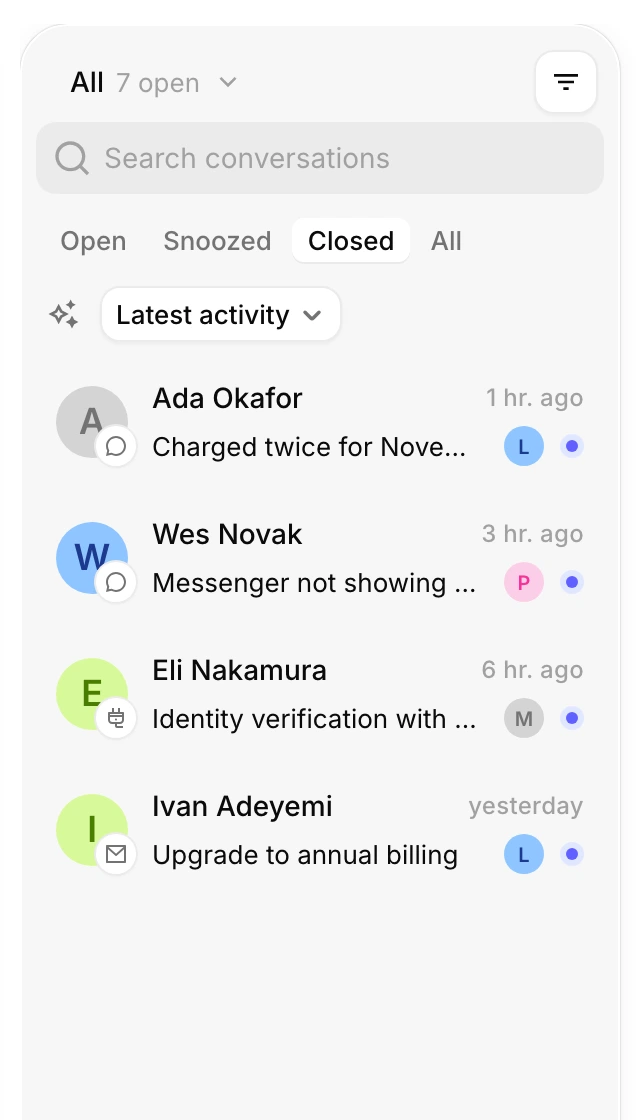 All 7 open
Search conversations
Open Snoozed Closed All
Latest activity
A Ada Okafor 1 hr. ago
Charged twice for Nove... L
W Wes Novak 3 hr. ago
Messenger not showing ... P
E Eli Nakamura 6 hr. ago
Identity verification with ... M
I Ivan Adeyemi yesterday
Upgrade to annual billing L